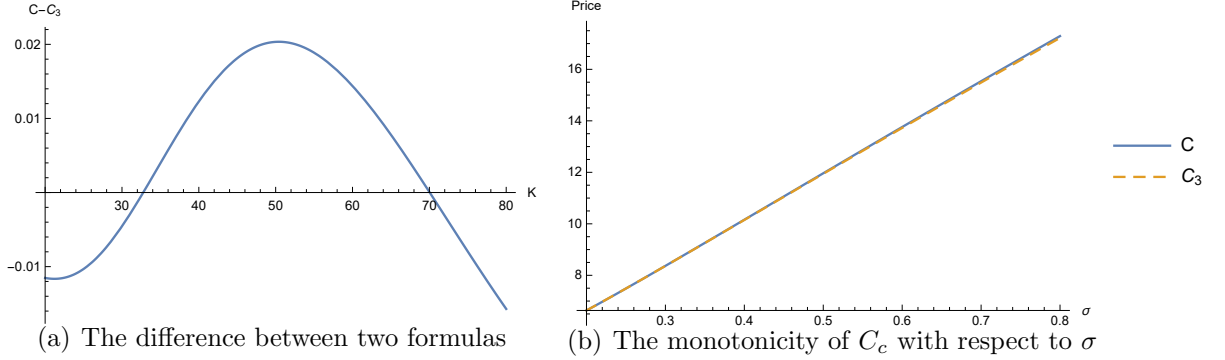 C−C₃
0.02
0.01
−0.01
30
40
50
60
70
80
K
(a) The difference between two formulas
Price
16
14
12
10
8
0.3
0.4
0.5
0.6
0.7
0.8
σ
C
C₃
(b) The monotonicity of C_c with respect to σ